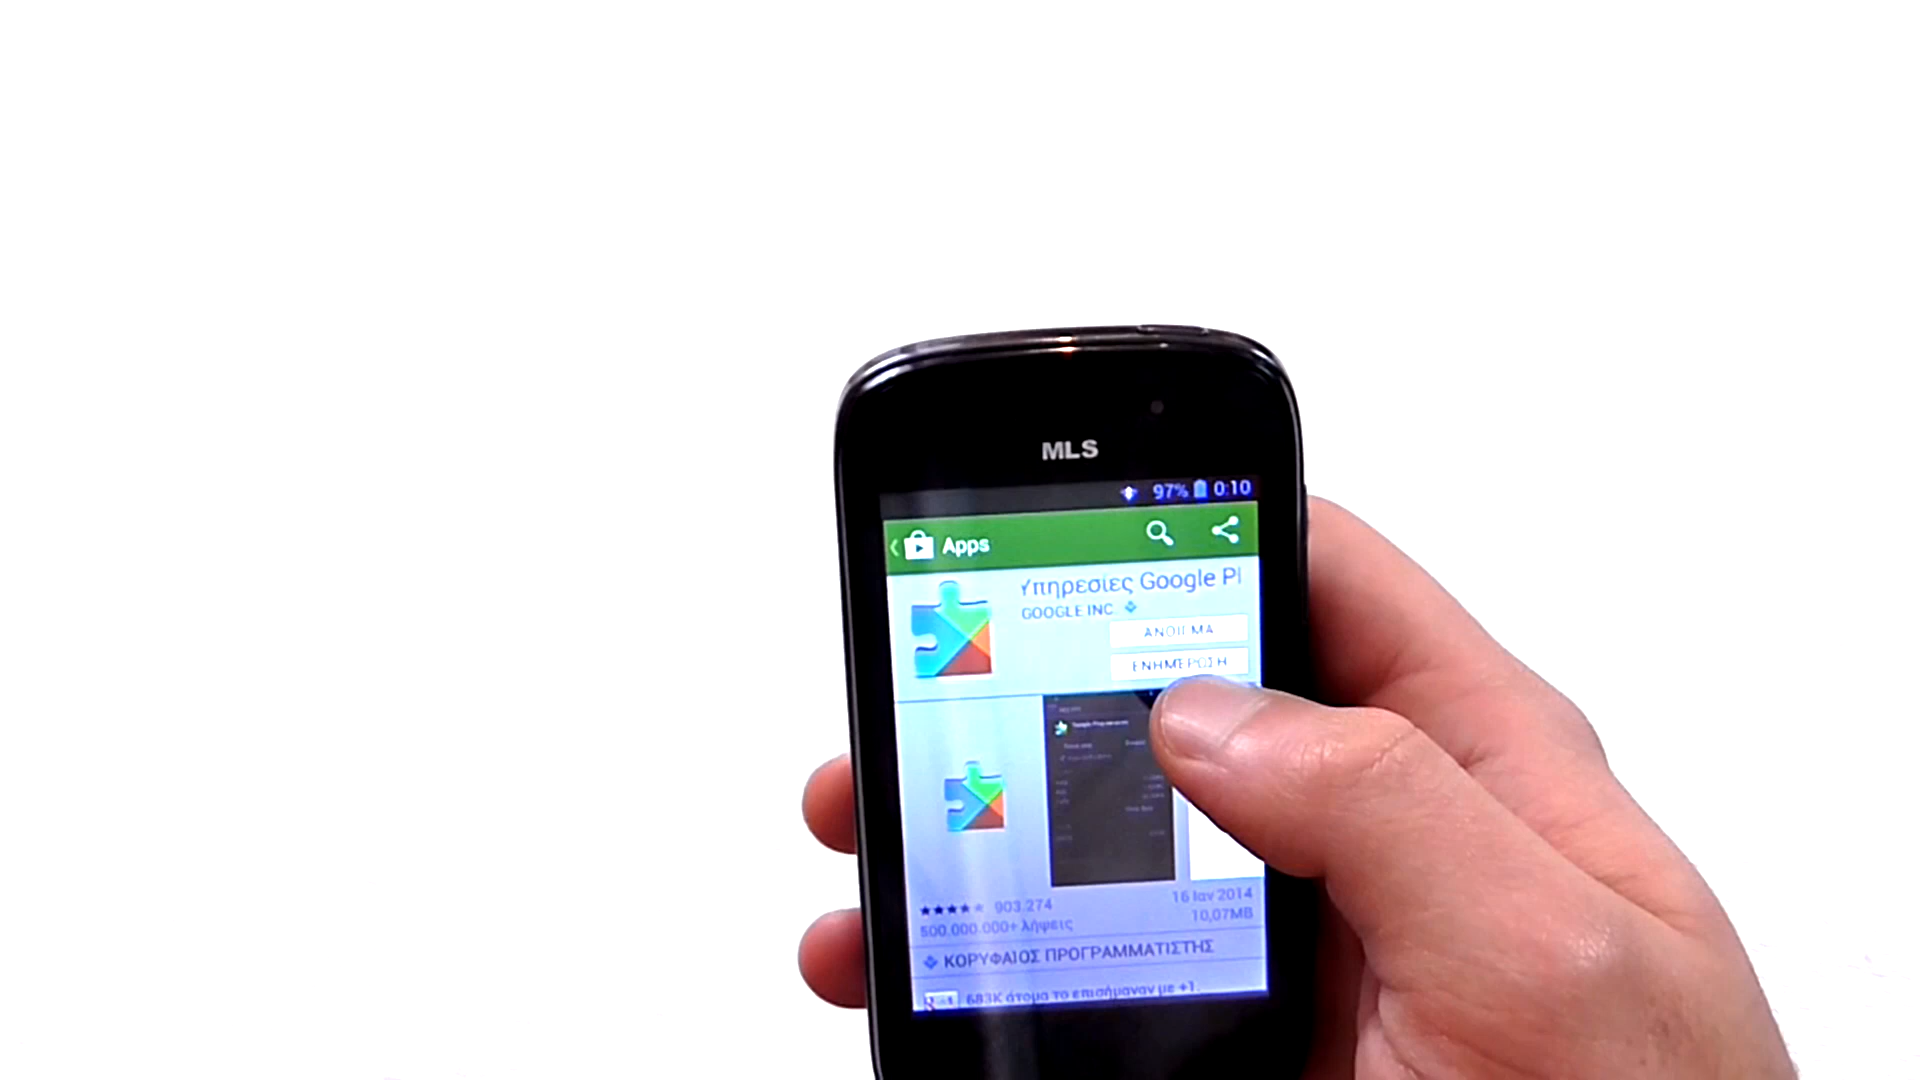 MLS
97% 0:10
Apps
Υπηρεσίες Google Pl
GOOGLE INC.
ΑΝΟΙΓΜΑ
ΕΝΗΜΈΡΩΣΗ
903.274
16 Ιαν 2014
500.000.000+ λήψεις
10,07MB
ΚΟΡΥΦΑΙΟΣ ΠΡΟΓΡΑΜΜΑΤΙΣΤΗΣ
683K άτομα το επισήμαναν με +1.